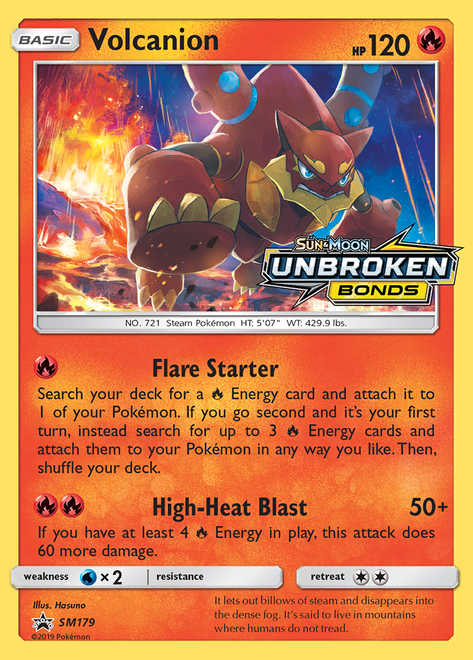 BASIC Volcanion HP 120
SUN & MOON
UNBROKEN
BONDS
NO. 721 Steam Pokémon HT: 5'07" WT: 429.9 lbs.
Flare Starter
Search your deck for a Energy card and attach it to
1 of your Pokémon. If you go second and it's your first
turn, instead search for up to 3 Energy cards and
attach them to your Pokémon in any way you like. Then,
shuffle your deck.
High-Heat Blast 50+
If you have at least 4 Energy in play, this attack does
60 more damage.
weakness × 2 resistance retreat
Illus. Hasuno
It lets out billows of steam and disappears into
the dense fog. It's said to live in mountains
where humans do not tread.
PROMO SM179
©2019 Pokémon